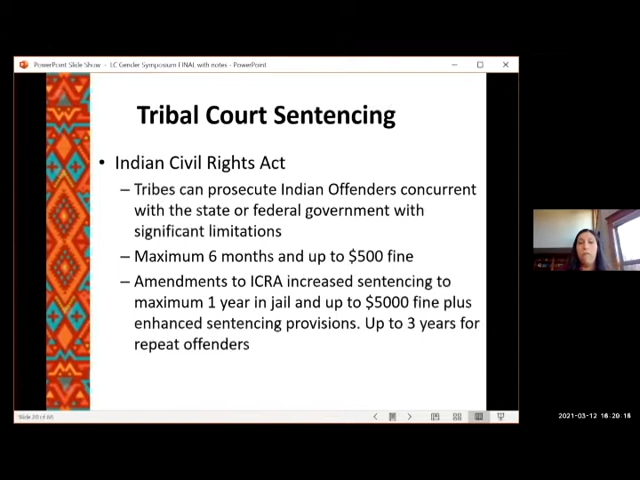 PowerPoint Slide Show - LC Gender Symposium FINAL with notes - PowerPoint
Tribal Court Sentencing
• Indian Civil Rights Act
– Tribes can prosecute Indian Offenders concurrent
with the state or federal government with
significant limitations
– Maximum 6 months and up to $500 fine
– Amendments to ICRA increased sentencing to
maximum 1 year in jail and up to $5000 fine plus
enhanced sentencing provisions. Up to 3 years for
repeat offenders
2021-03-12 16:29:15